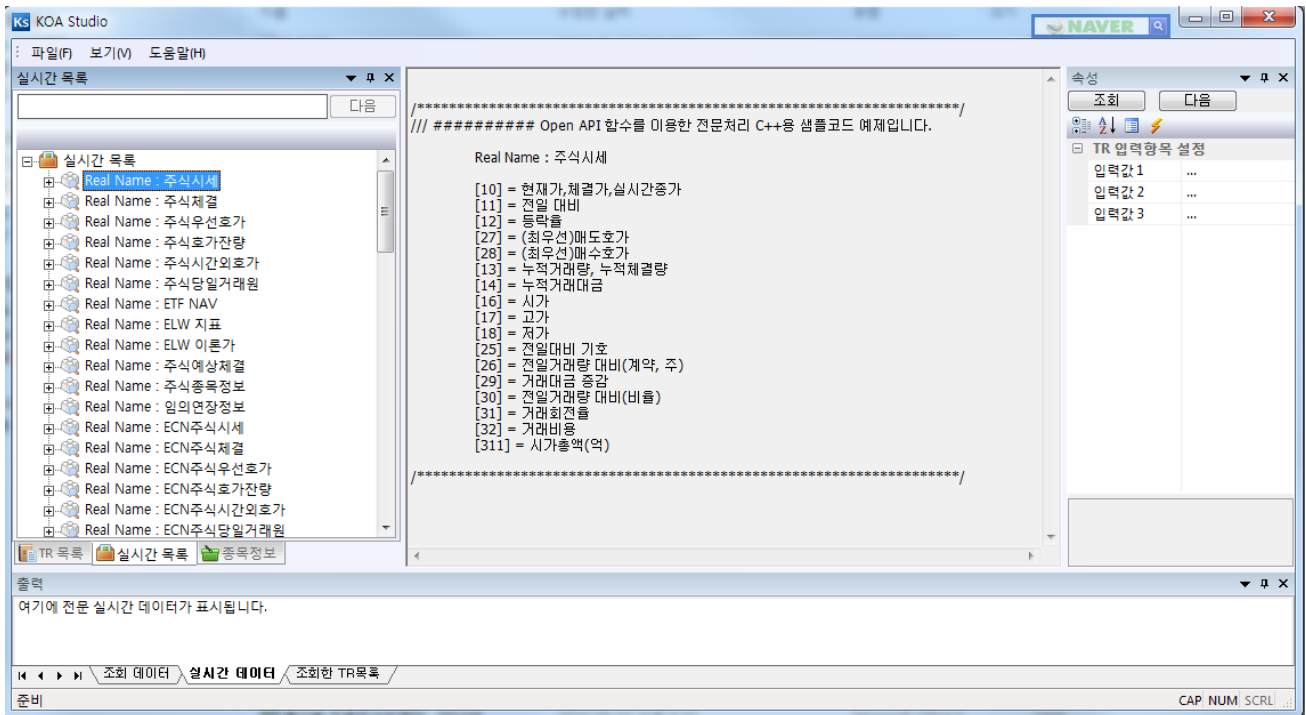 Ks KOA Studio
NAVER
파일(F) 보기(V) 도움말(H)
실시간 목록
다음
실시간 목록
Real Name : 주식시세
Real Name : 주식체결
Real Name : 주식우선호가
Real Name : 주식호가잔량
Real Name : 주식시간외호가
Real Name : 주식당일거래원
Real Name : ETF NAV
Real Name : ELW 지표
Real Name : ELW 이론가
Real Name : 주식예상체결
Real Name : 주식종목정보
Real Name : 임의연장정보
Real Name : ECN주식시세
Real Name : ECN주식체결
Real Name : ECN주식우선호가
Real Name : ECN주식호가잔량
Real Name : ECN주식시간외호가
Real Name : ECN주식당일거래원
TR 목록 실시간 목록 종목정보
/********************************************************************/
/// ########## Open API 함수를 이용한 전문처리 C++용 샘플코드 예제입니다.
Real Name : 주식시세
[10] = 현재가,체결가,실시간종가
[11] = 전일 대비
[12] = 등락율
[27] = (최우선)매도호가
[28] = (최우선)매수호가
[13] = 누적거래량, 누적체결량
[14] = 누적거래대금
[16] = 시가
[17] = 고가
[18] = 저가
[25] = 전일대비 기호
[26] = 전일거래량 대비(계약, 주)
[29] = 거래대금 증감
[30] = 전일거래량 대비(비율)
[31] = 거래회전율
[32] = 거래비용
[311] = 시가총액(억)
/********************************************************************/
속성
조회 다음
TR 입력항목 설정
입력값 1 ...
입력값 2 ...
입력값 3 ...
출력
여기에 전문 실시간 데이터가 표시됩니다.
조회 데이터 실시간 데이터 조회한 TR목록
준비
CAP NUM SCRL